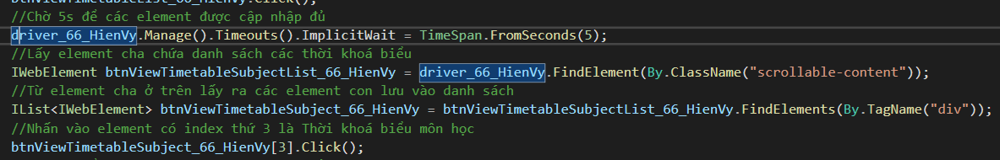 btnViewTimetableList_66_HienVy.Click();
//Chờ 5s để các element được cập nhập đủ
driver_66_HienVy.Manage().Timeouts().ImplicitWait = TimeSpan.FromSeconds(5);
//Lấy element cha chứa danh sách các thời khoá biểu
IWebElement btnViewTimetableSubjectList_66_HienVy = driver_66_HienVy.FindElement(By.ClassName("scrollable-content"));
//Từ element cha ở trên lấy ra các element con lưu vào danh sách
IList<IWebElement> btnViewTimetableSubject_66_HienVy = btnViewTimetableSubjectList_66_HienVy.FindElements(By.TagName("div"));
//Nhấn vào element có index thứ 3 là Thời khoá biểu môn học
btnViewTimetableSubject_66_HienVy[3].Click();